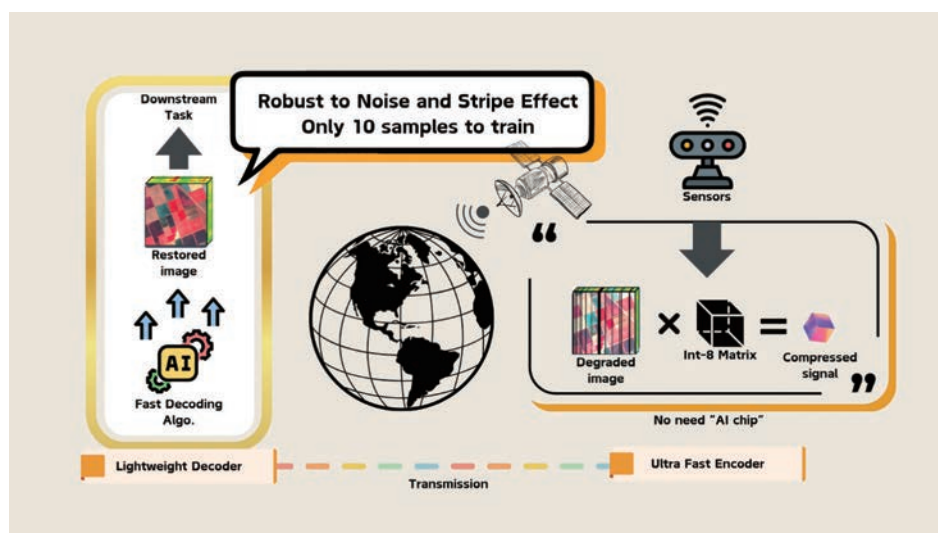 Robust to Noise and Stripe Effect
Only 10 samples to train
Downstream
Task
Restored
image
AI
Fast Decoding
Algo.
Sensors
“
Degraded
image
×
Int-8 Matrix
=
Compressed
signal
”
No need "AI chip"
Lightweight Decoder
Transmission
Ultra Fast Encoder